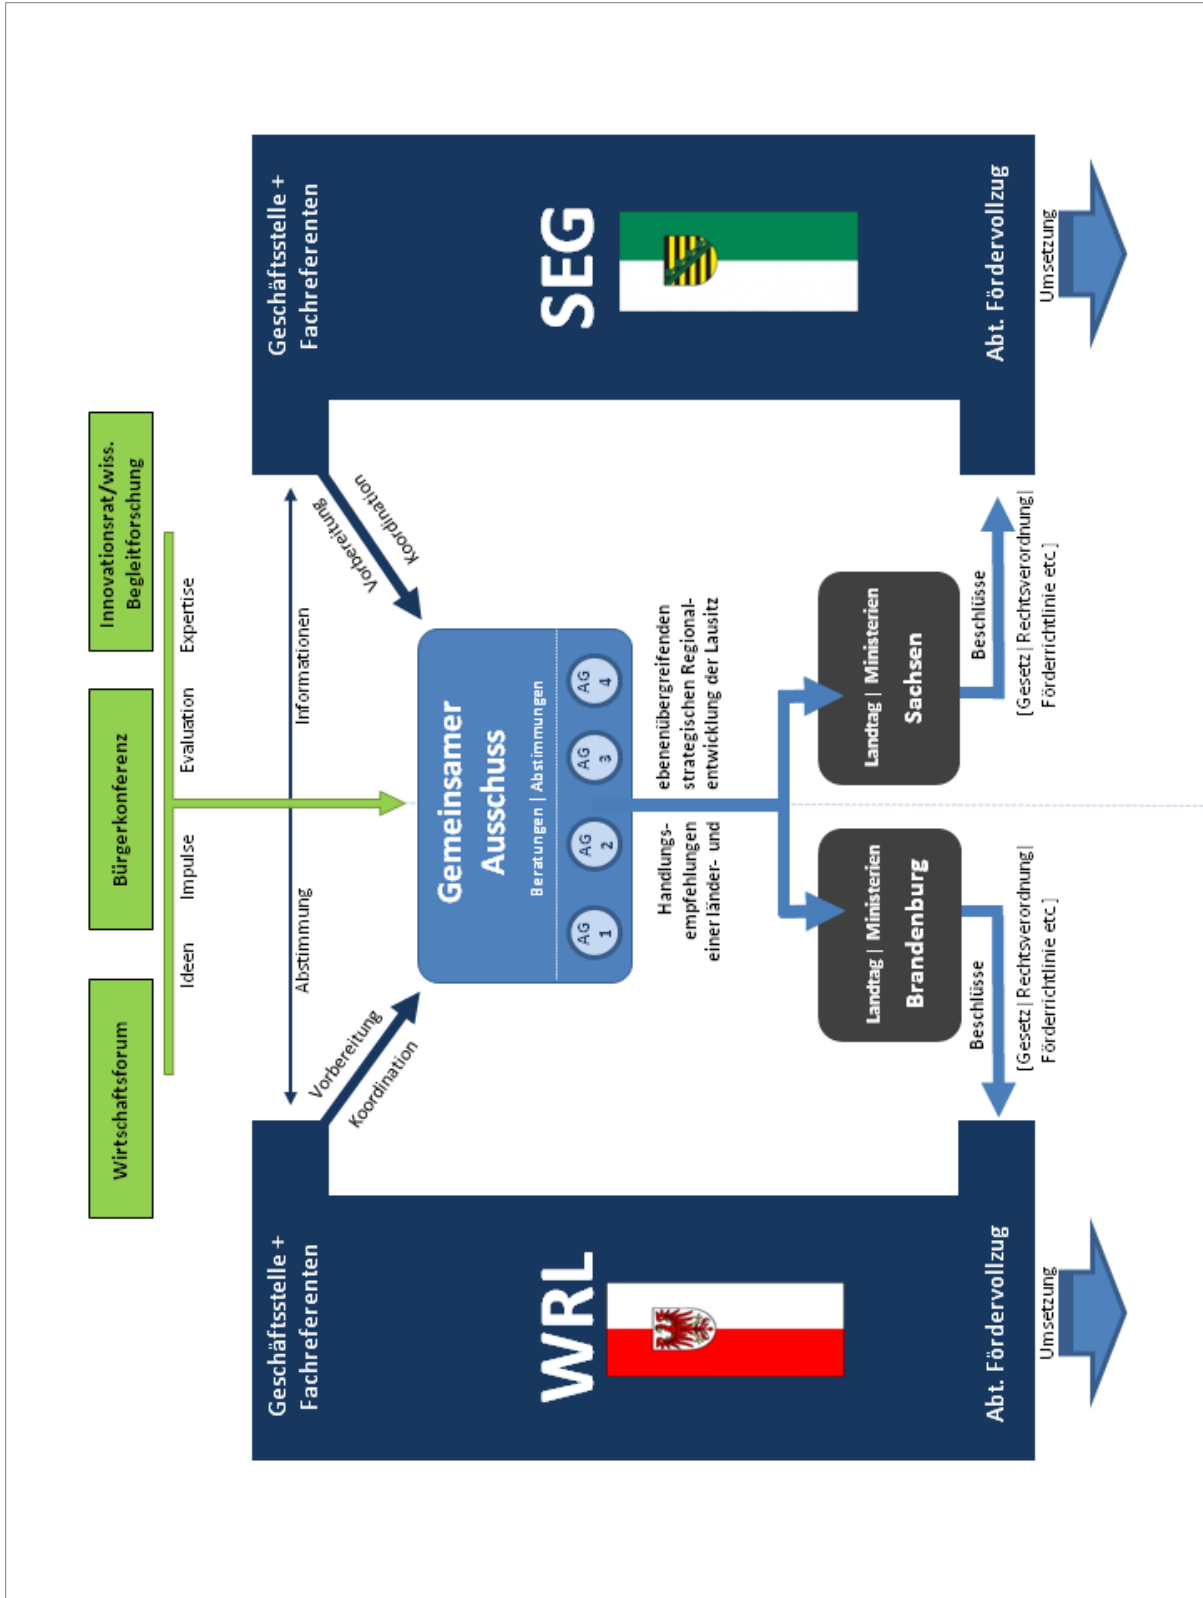 Wirtschaftsforum
Bürgerkonferenz
Innovationsrat/wiss.
Begleitforschung
Ideen
Impulse
Evaluation
Expertise
Geschäftsstelle +
Fachreferenten
Abstimmung
Informationen
Geschäftsstelle +
Fachreferenten
Vorbereitung
Koordination
Vorbereitung
Koordination
Gemeinsamer
Ausschuss
Beratungen | Abstimmungen
AG
1
AG
2
AG
3
AG
4
WRL
SEG
Handlungs-
empfehlungen
einer länder- und
ebenenübergreifenden
strategischen Regional-
entwicklung der Lausitz
Landtag | Ministerien
Brandenburg
Landtag | Ministerien
Sachsen
Beschlüsse
Beschlüsse
[Gesetz| Rechtsverordnung|
Förderrichtlinie etc.]
[Gesetz| Rechtsverordnung|
Förderrichtlinie etc.]
Abt. Fördervollzug
Abt. Fördervollzug
Umsetzung
Umsetzung